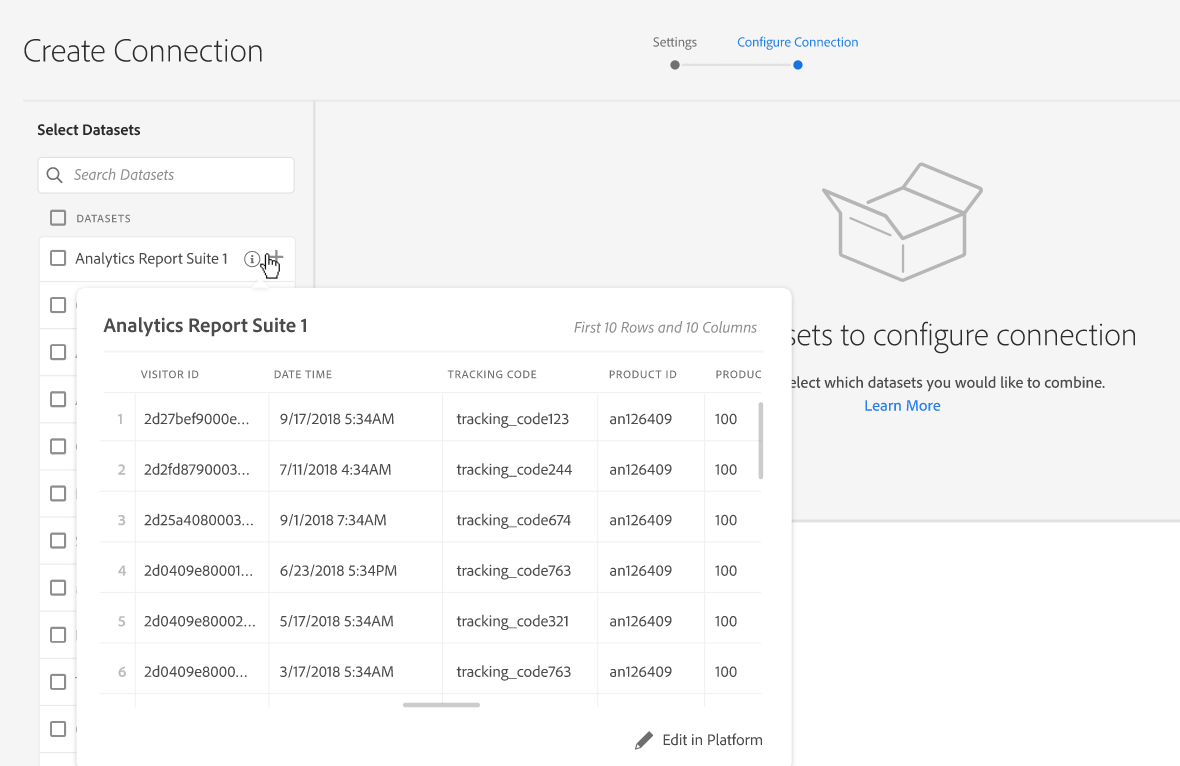 Create Connection
Settings
Configure Connection
Select Datasets
Search Datasets
DATASETS
Analytics Report Suite 1
Analytics Report Suite 1
First 10 Rows and 10 Columns
VISITOR ID DATE TIME TRACKING CODE PRODUCT ID PRODUC
1 2d27bef9000e... 9/17/2018 5:34AM tracking_code123 an126409 100
2 2d2fd8790003... 7/11/2018 4:34AM tracking_code244 an126409 100
3 2d25a4080003... 9/1/2018 7:34AM tracking_code674 an126409 100
4 2d0409e80001... 6/23/2018 5:34PM tracking_code763 an126409 100
5 2d0409e80002... 5/17/2018 5:34AM tracking_code321 an126409 100
6 2d0409e8000... 3/17/2018 5:34AM tracking_code763 an126409 100
Edit in Platform
sets to configure connection
elect which datasets you would like to combine.
Learn More